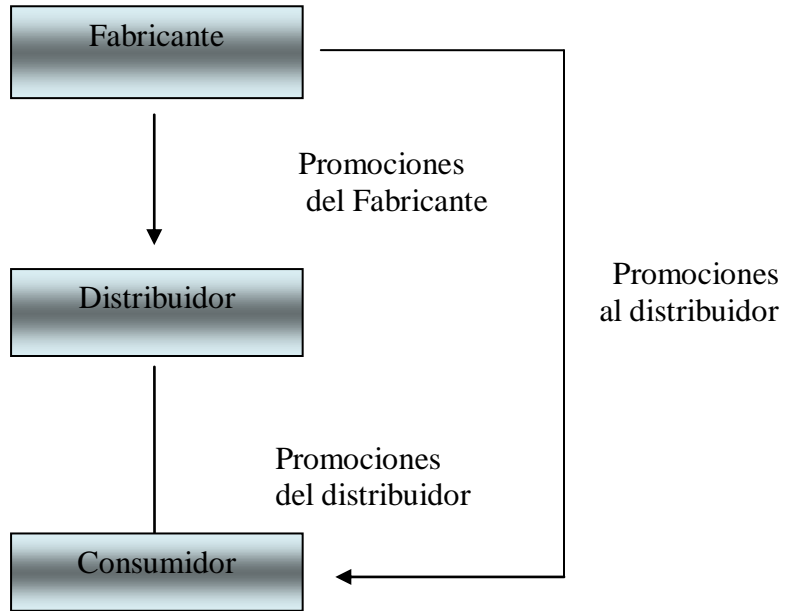 Fabricante
Promociones
del Fabricante
Distribuidor
Promociones
al distribuidor
Promociones
del distribuidor
Consumidor